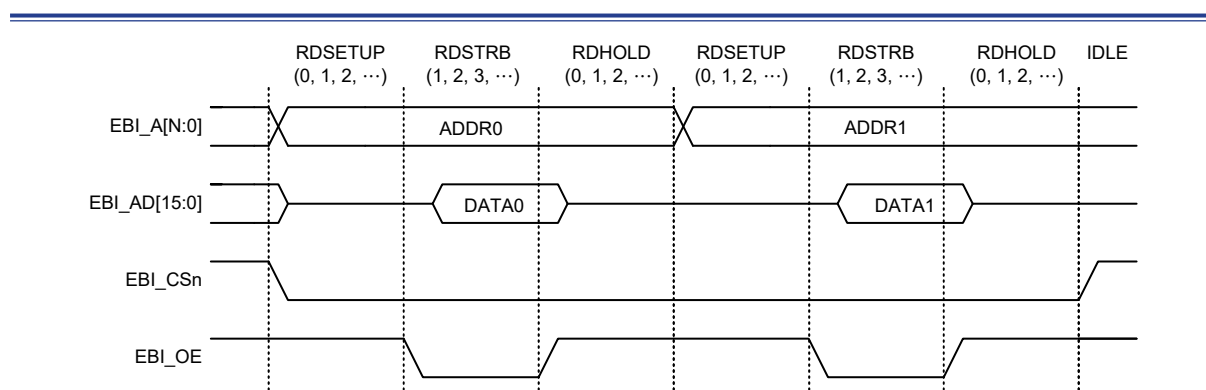 RDSETUP RDSTRB RDHOLD RDSETUP RDSTRB RDHOLD IDLE
(0, 1, 2, ⋯) (1, 2, 3, ⋯) (0, 1, 2, ⋯) (0, 1, 2, ⋯) (1, 2, 3, ⋯) (0, 1, 2, ⋯)
EBI_A[N:0] ADDR0 ADDR1
EBI_AD[15:0] DATA0 DATA1
EBI_CSn
EBI_OE